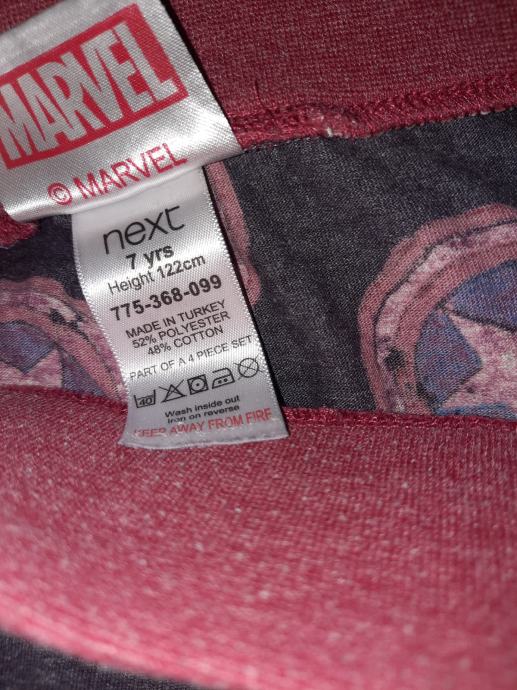 MARVEL
© MARVEL
next
7 yrs
Height 122cm
775-368-099
MADE IN TURKEY
52% POLYESTER
48% COTTON
PART OF A 4 PIECE SET
40
Wash inside out
Iron on reverse
KEEP AWAY FROM FIRE